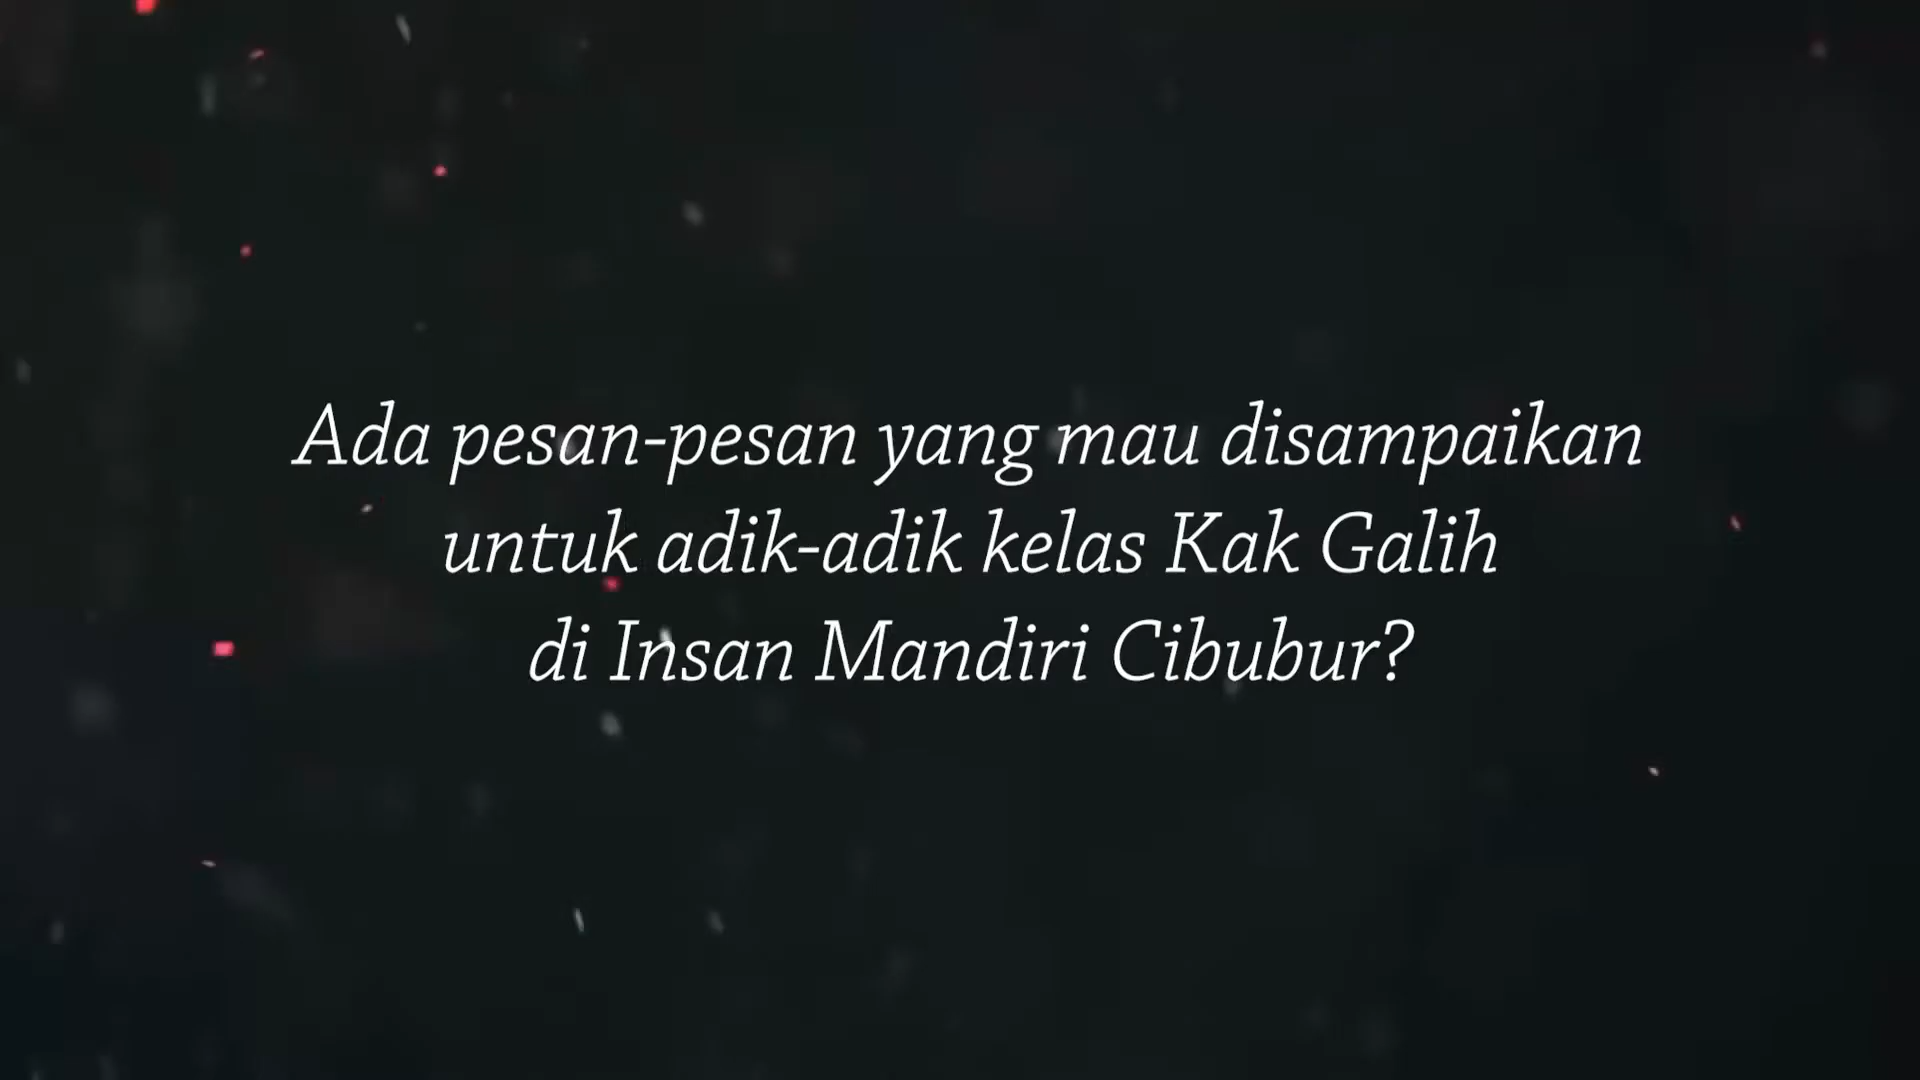 Ada pesan-pesan yang mau disampaikan
untuk adik-adik kelas Kak Galih
di Insan Mandiri Cibubur?